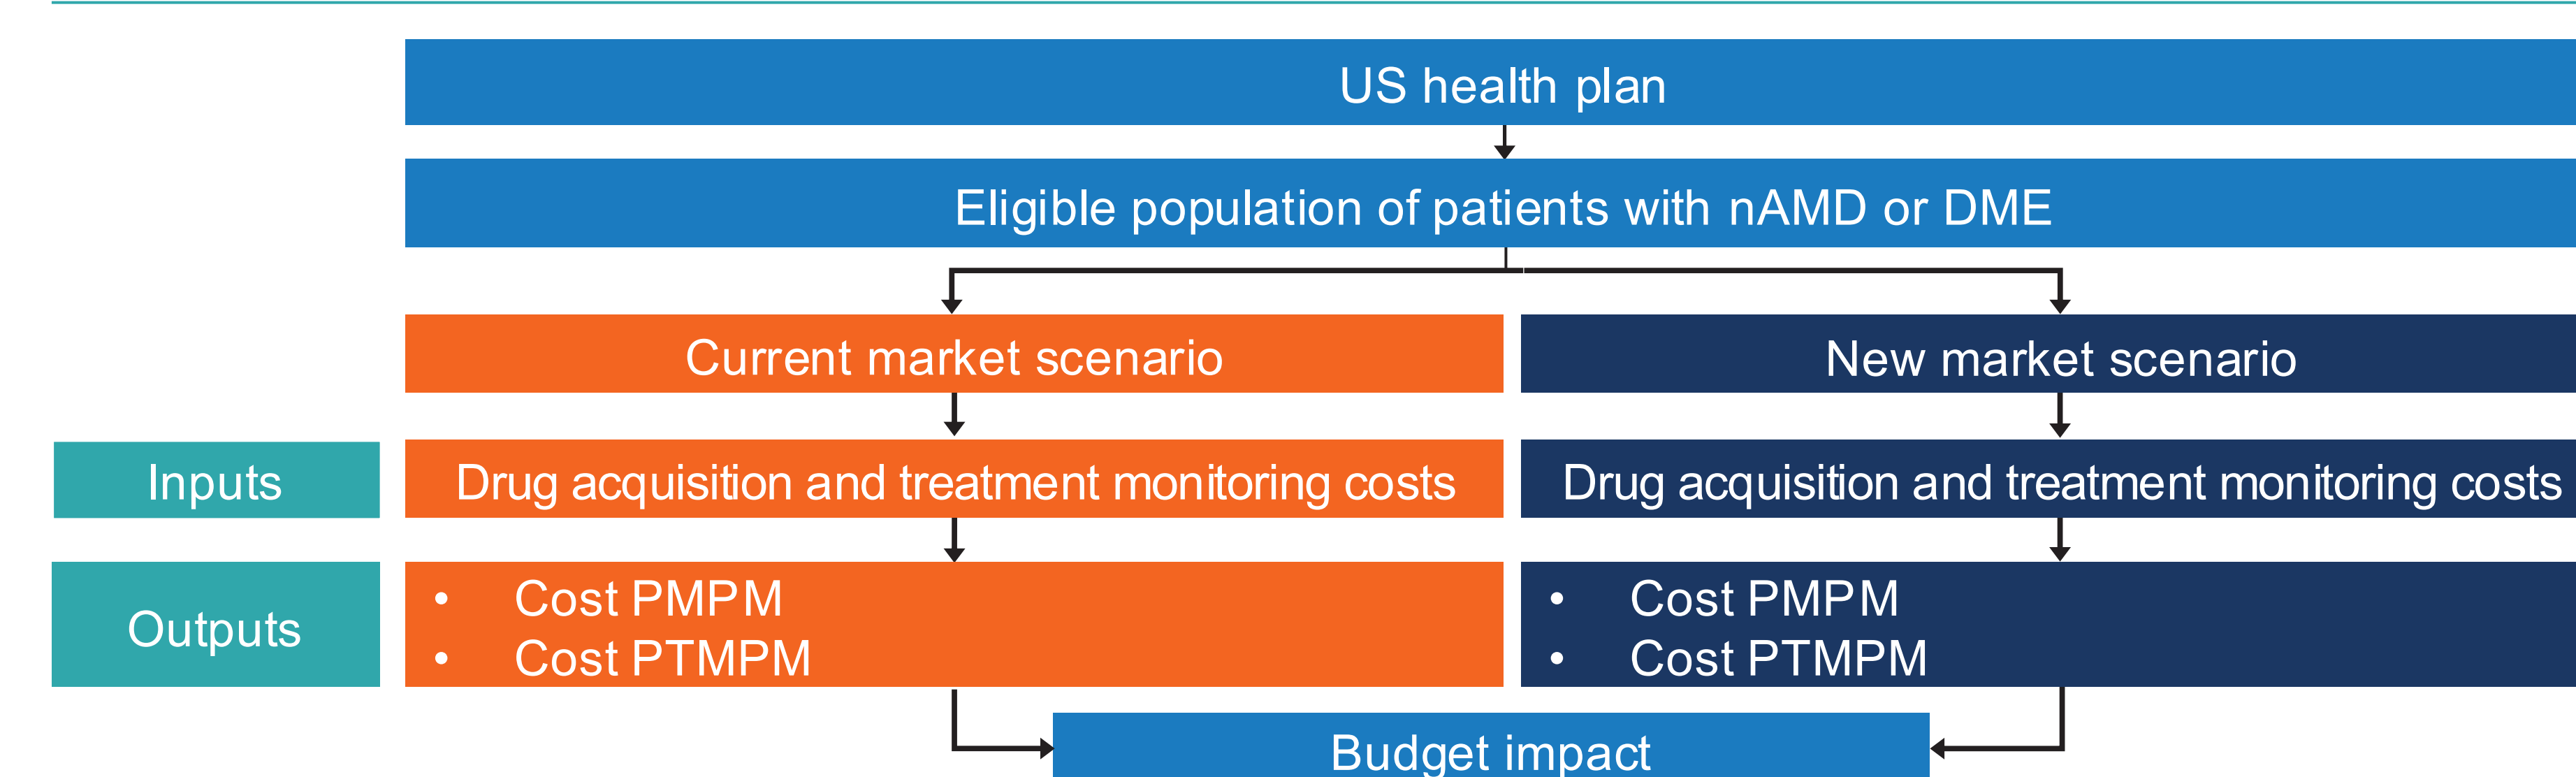 US health plan
Eligible population of patients with nAMD or DME
Current market scenario
New market scenario
Inputs
Drug acquisition and treatment monitoring costs
Drug acquisition and treatment monitoring costs
Outputs
• Cost PMPM
• Cost PTMPM
• Cost PMPM
• Cost PTMPM
Budget impact